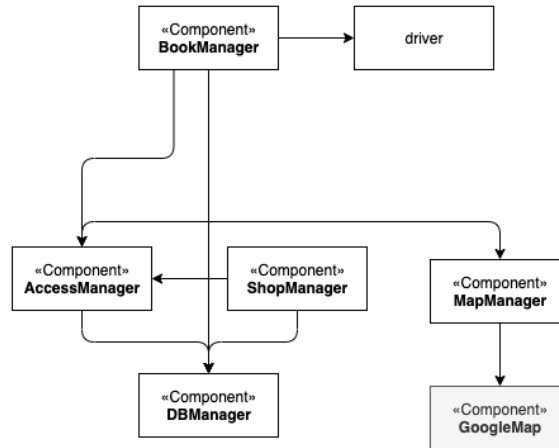 «Component»
BookManager
driver
«Component»
AccessManager
«Component»
ShopManager
«Component»
MapManager
«Component»
DBManager
«Component»
GoogleMap